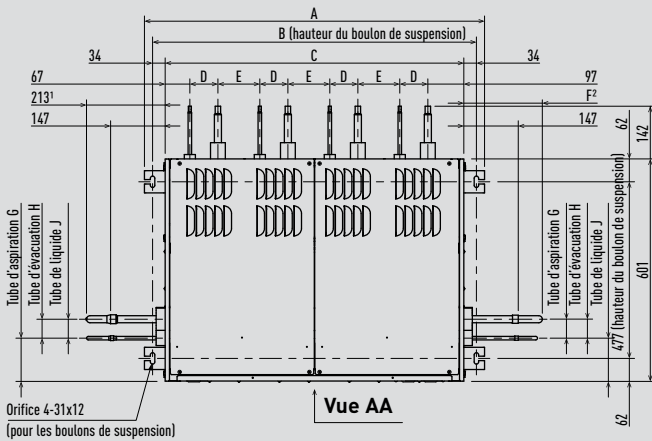 A
B (hauteur du boulon de suspension)
34
C
34
67
D
E
D
E
D
E
D
97
213¹
F²
147
147
62
142
Tube d'aspiration G
Tube d'évacuation H
Tube de liquide J
Tube d'aspiration G
Tube d'évacuation H
Tube de liquide J
477 (hauteur du boulon de suspension)
601
62
Orifice 4-31x12
(pour les boulons de suspension)
Vue AA